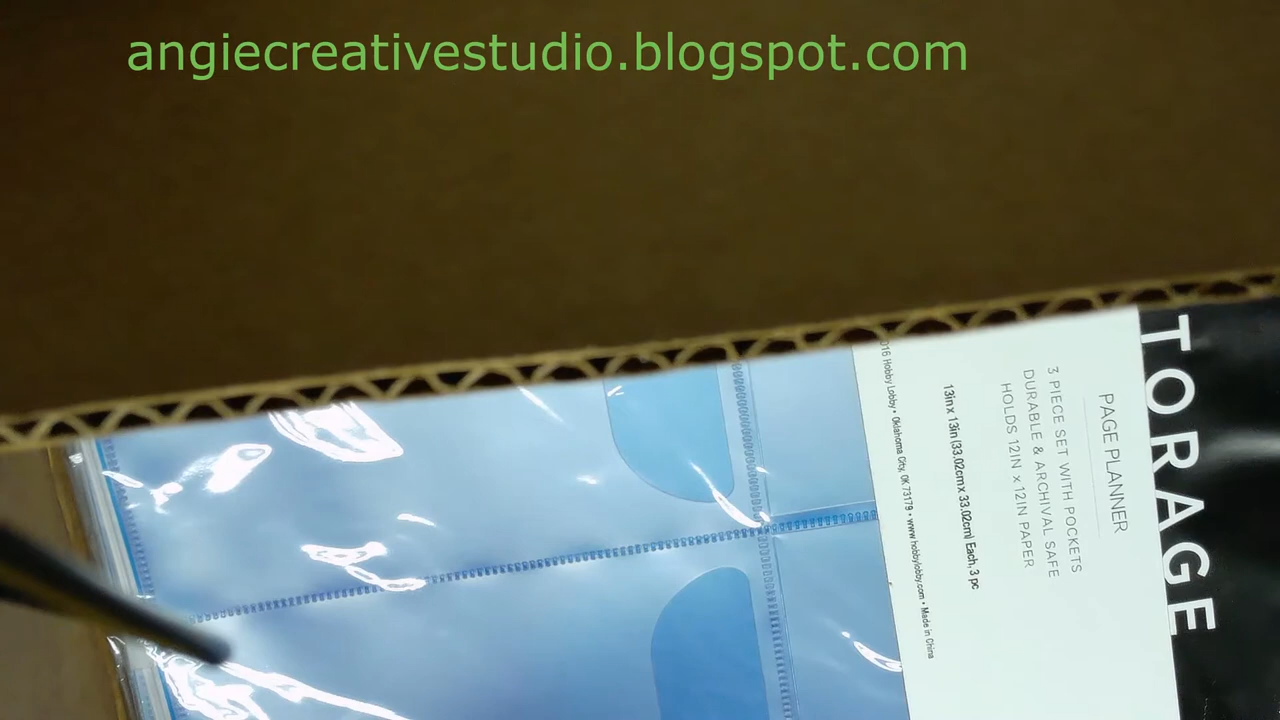 angiecreativestudio.blogspot.com
TORAGE
PAGE PLANNER
3 PIECE SET WITH POCKETS
DURABLE & ARCHIVAL SAFE
HOLDS 12IN x 12IN PAPER
13in x 13in (33.02cm x 33.02cm) Each, 3 pc
016 Hobby Lobby • Oklahoma City, OK 73179 • www.hobbylobby.com • Made in China